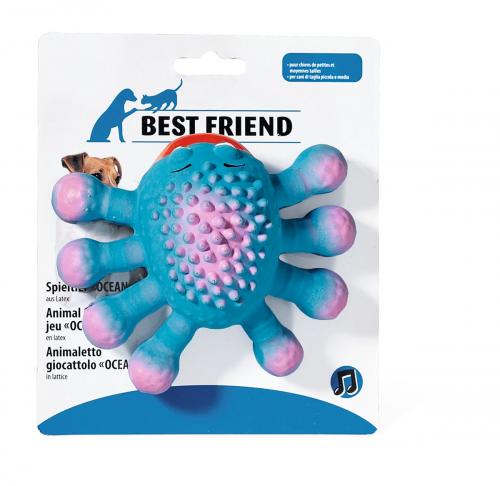 • pour chiens de petites et
moyennes tailles
• per cani di taglia piccola e media
BEST FRIEND
«OCEAN
aus Latex
Animal
jeu «OC
en latex
Animaletto
giocattolo «OCEA
in lattice